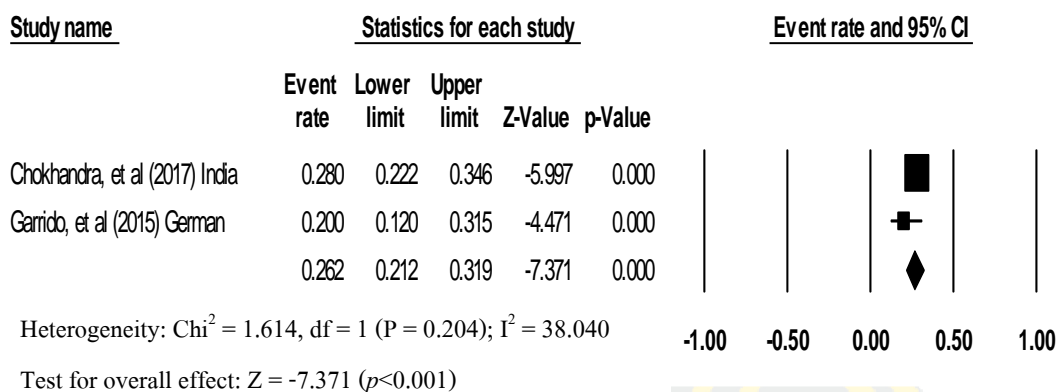 Study name Statistics for each study Event rate and 95% CI
Event Lower Upper
rate limit limit Z-Value p-Value
Chokhandra, et al (2017) India 0.280 0.222 0.346 -5.997 0.000
Garrido, et al (2015) German 0.200 0.120 0.315 -4.471 0.000
0.262 0.212 0.319 -7.371 0.000
Heterogeneity: Chi² = 1.614, df = 1 (P = 0.204); I² = 38.040
-1.00 -0.50 0.00 0.50 1.00
Test for overall effect: Z = -7.371 (p<0.001)